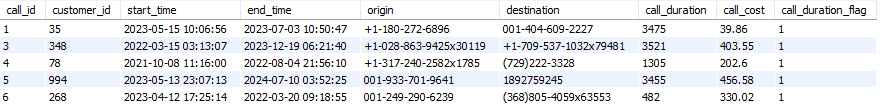 call_id customer_id start_time end_time origin destination call_duration call_cost call_duration_flag
1 35 2023-05-15 10:06:56 2023-07-03 10:50:47 +1-180-272-6896 001-404-609-2227 3475 39.86 1
3 348 2022-03-15 03:13:07 2023-12-19 06:21:40 +1-028-863-9425x30119 +1-709-537-1032x79481 3521 403.55 1
4 78 2021-10-08 11:16:00 2022-08-04 21:56:10 +1-317-240-2582x1785 (729)222-3328 1305 202.6 1
5 994 2023-05-13 23:07:13 2024-07-10 03:52:25 001-933-701-9641 1892759245 3455 456.58 1
6 268 2023-04-12 17:25:14 2022-03-20 09:18:55 001-249-290-6239 (368)805-4059x63553 482 330.02 1